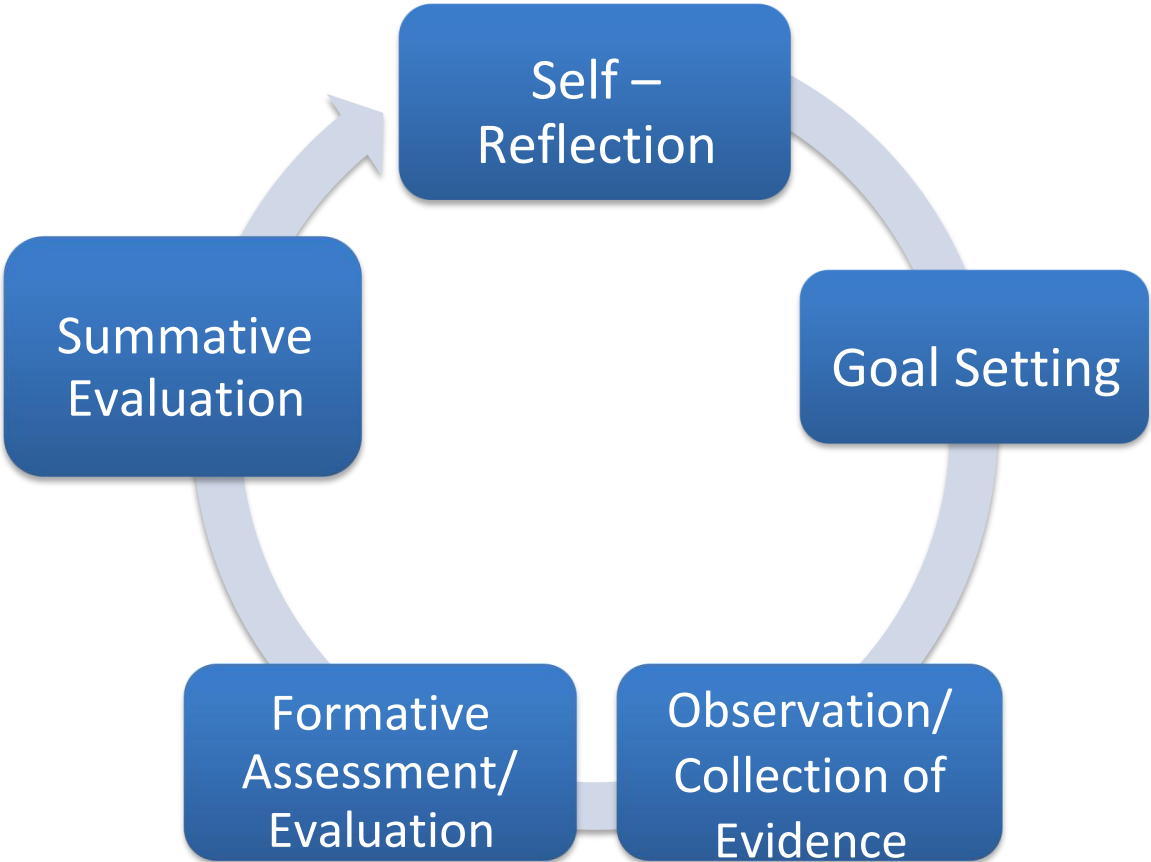 Self –
Reflection
Goal Setting
Observation/
Collection of
Evidence
Formative
Assessment/
Evaluation
Summative
Evaluation